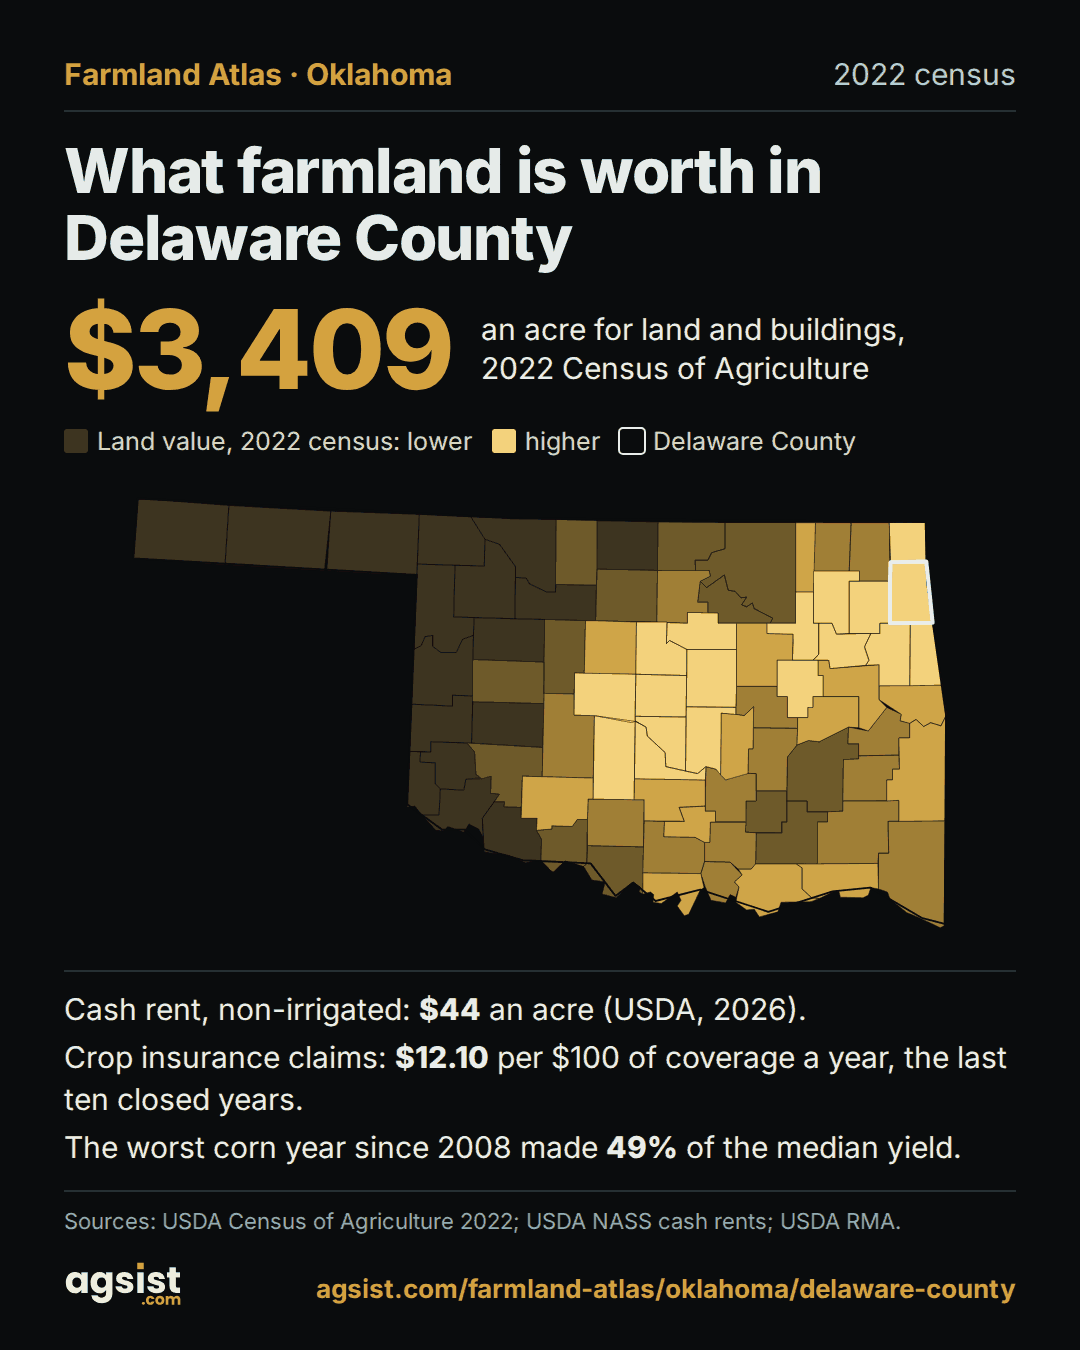 Farmland Atlas · Oklahoma
2022 census
What farmland is worth in
Delaware County
$3,409
an acre for land and buildings,
2022 Census of Agriculture
Land value, 2022 census: lower
higher
Delaware County
Cash rent, non-irrigated: $44 an acre (USDA, 2026).
Crop insurance claims: $12.10 per $100 of coverage a year, the last
ten closed years.
The worst corn year since 2008 made 49% of the median yield.
Sources: USDA Census of Agriculture 2022; USDA NASS cash rents; USDA RMA.
agsist
.com
agsist.com/farmland-atlas/oklahoma/delaware-county